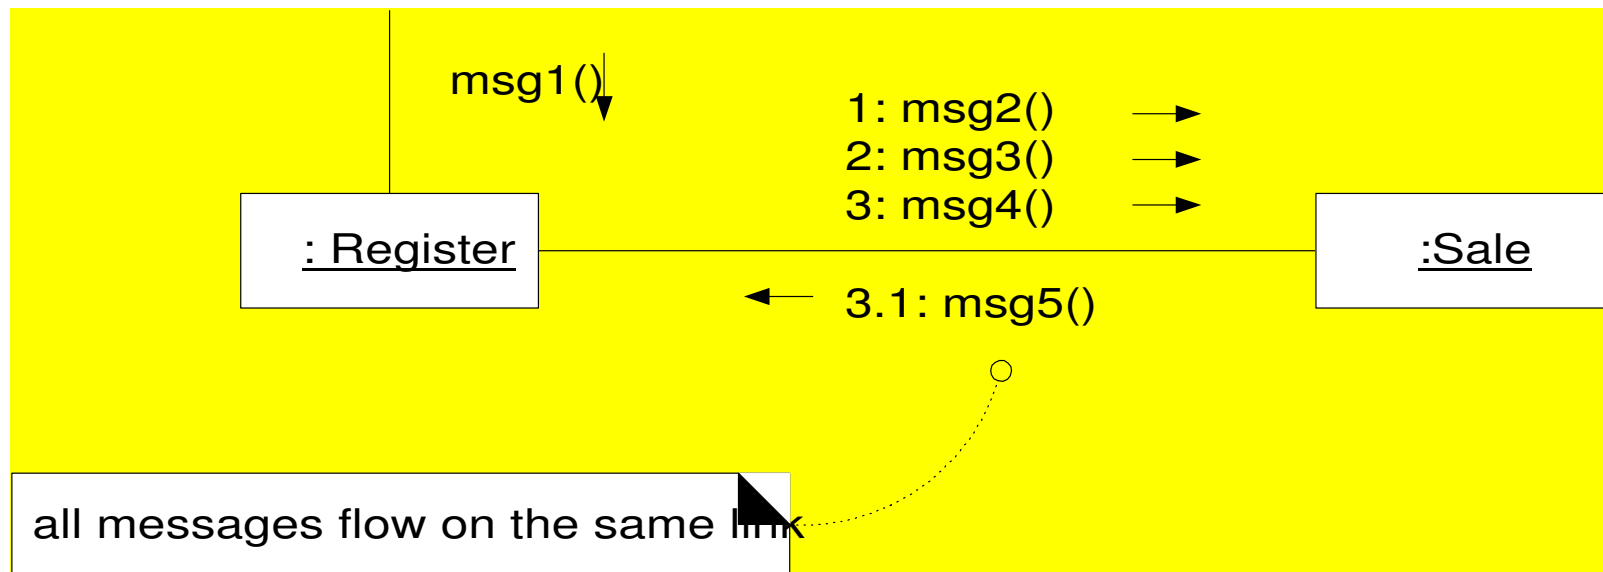 msg1()
1: msg2()
2: msg3()
3: msg4()
: Register
:Sale
3.1: msg5()
all messages flow on the same link